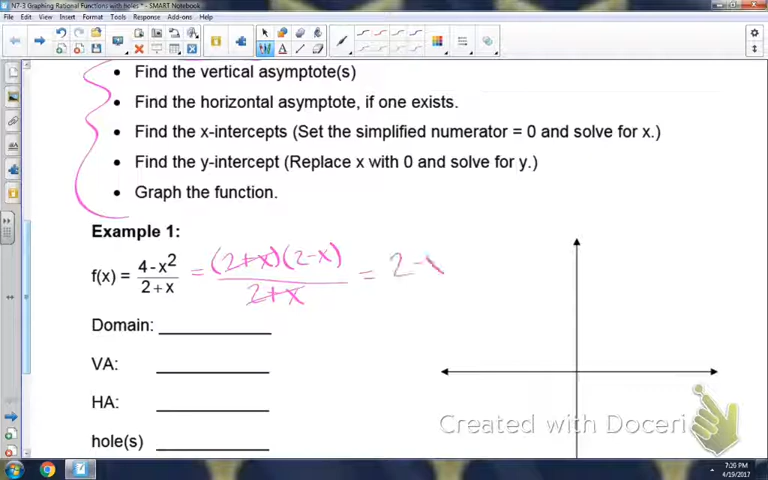 N7-3 Graphing Rational Functions with holes * - SMART Notebook
File Edit View Insert Format Tools Response Add-ons Help
• Find the vertical asymptote(s)
• Find the horizontal asymptote, if one exists.
• Find the x-intercepts (Set the simplified numerator = 0 and solve for x.)
• Find the y-intercept (Replace x with 0 and solve for y.)
• Graph the function.
Example 1:
f(x) = 4-x² / 2+x = (2+x)(2-x) / 2+x = 2-x
Domain:
VA:
HA:
hole(s)
Created with Doceri
7:26 PM
4/19/2017